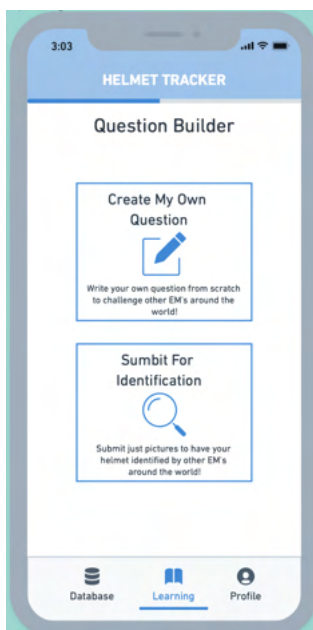 3:03
HELMET TRACKER
Question Builder
Create My Own
Question
Write your own question from scratch
to challenge other EM's around the
world!
Sumbit For
Identification
Submit just pictures to have your
helmet identified by other EM's
around the world!
Database
Learning
Profile